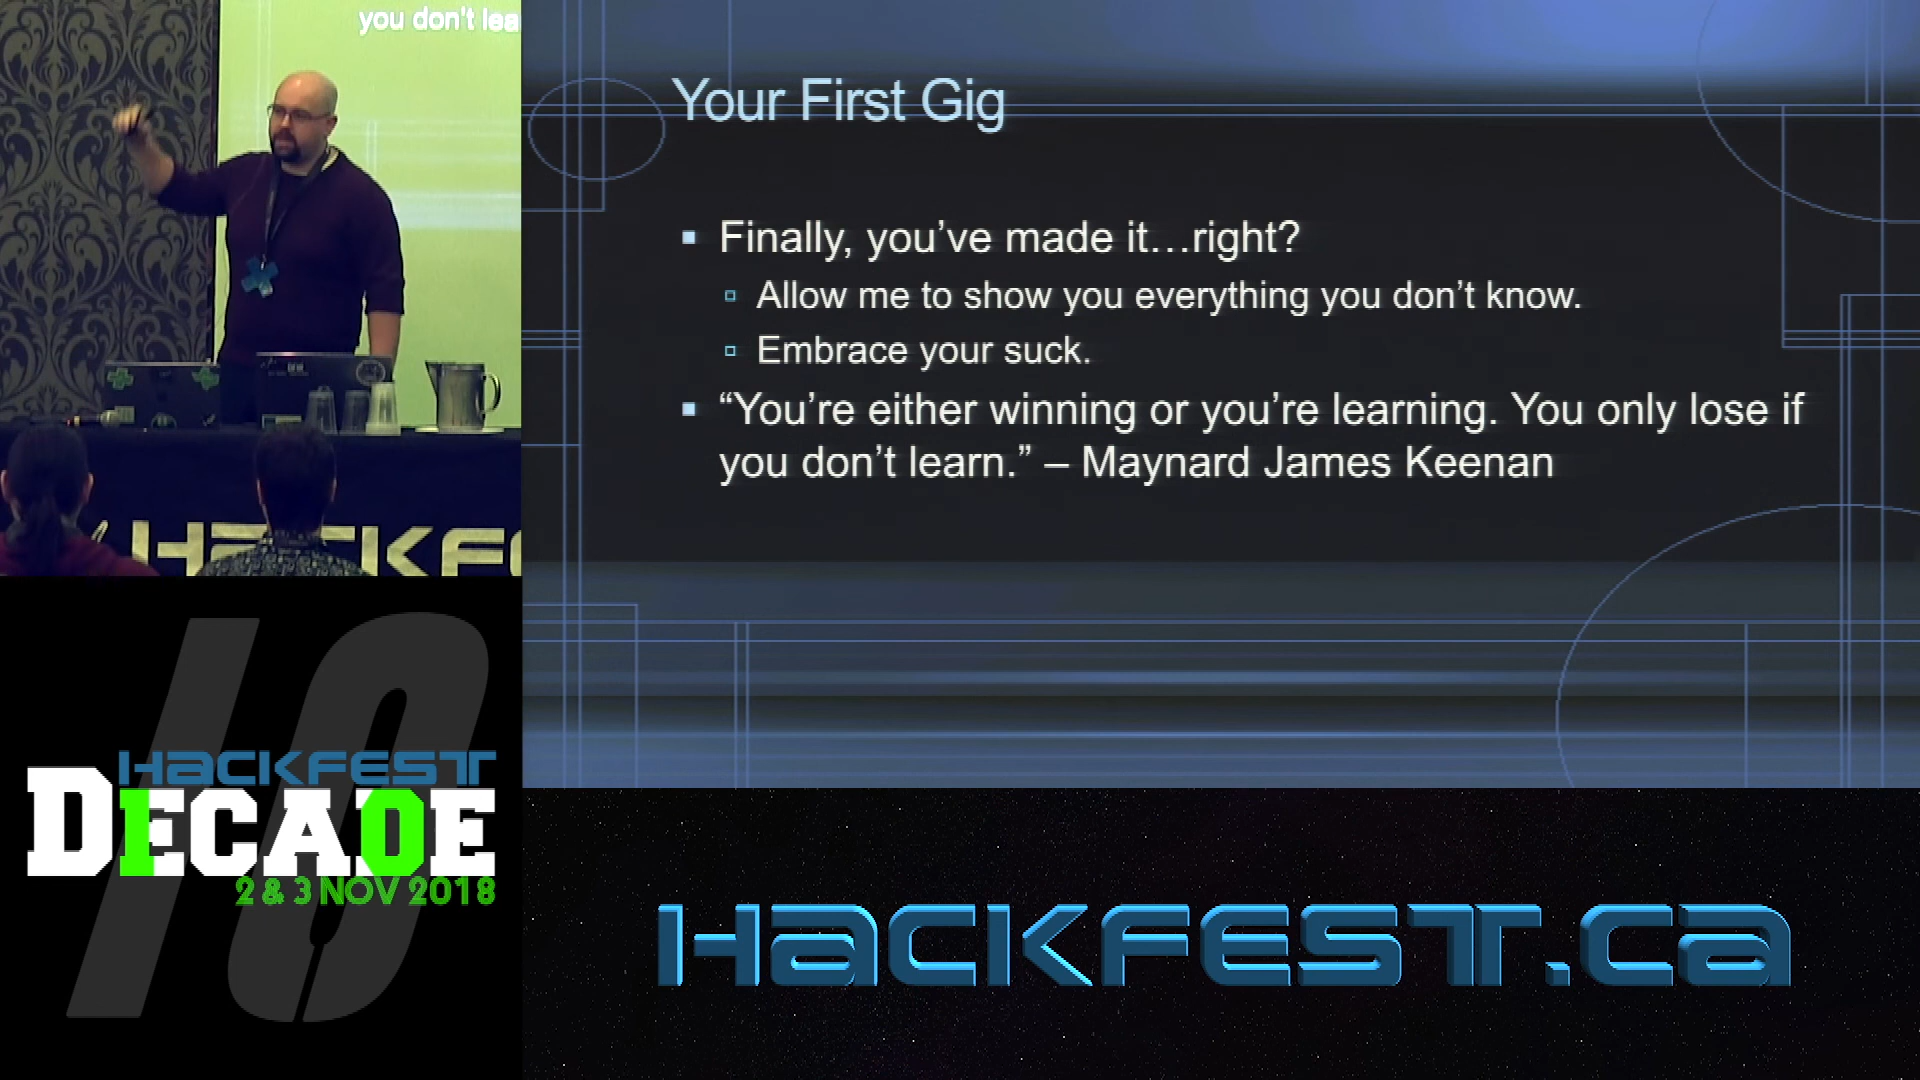 you don't lea
Your First Gig
Finally, you’ve made it…right?
Allow me to show you everything you don’t know.
Embrace your suck.
“You’re either winning or you’re learning. You only lose if
you don’t learn.” – Maynard James Keenan
HACKF
10
HACKFEST
DECADE
2 & 3 NOV 2018
HACKFEST.ca